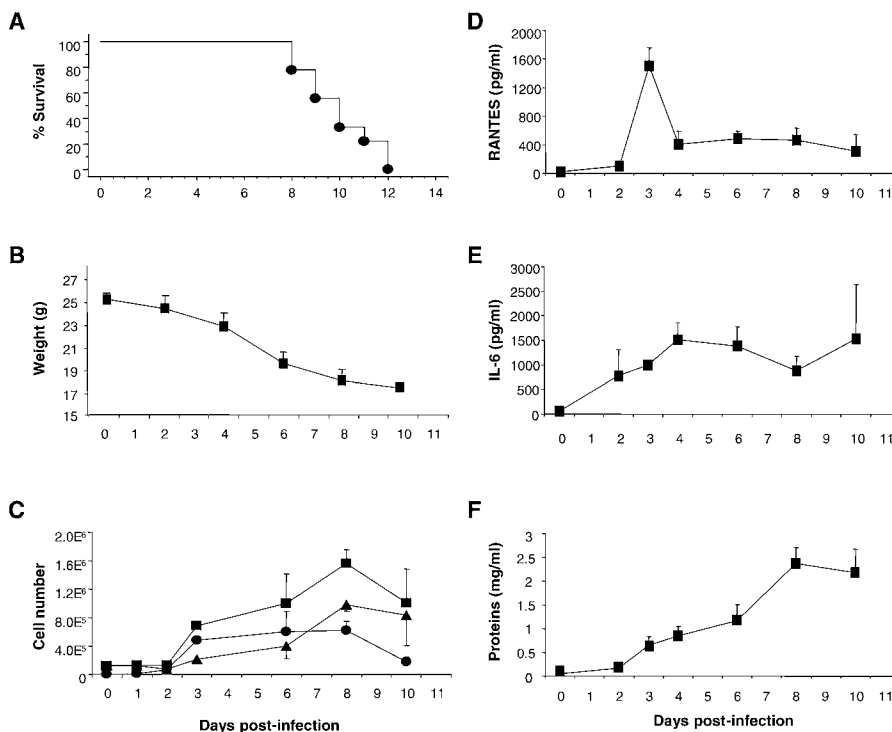 A
100
80
60
40
20
0
% Survival
0 2 4 6 8 10 12 14
B
27
25
23
21
19
17
15
Weight (g)
0 1 2 3 4 6 7 8 9 10 11
C
2.0E⁶
1.6E⁶
1.2E⁶
8.0E⁵
4.0E⁵
0
Cell number
0 1 2 3 6 7 8 9 10 11
Days post-infection
D
2000
1600
1200
800
400
0
RANTES (pg/ml)
0 1 2 3 4 6 7 8 9 10 11
E
3000
2500
2000
1500
1000
500
0
IL-6 (pg/ml)
0 1 2 3 4 6 7 8 9 10 11
F
3
2.5
2
1.5
1
0.5
0
Proteins (mg/ml)
0 1 2 3 4 6 7 8 9 10 11
Days post-infection